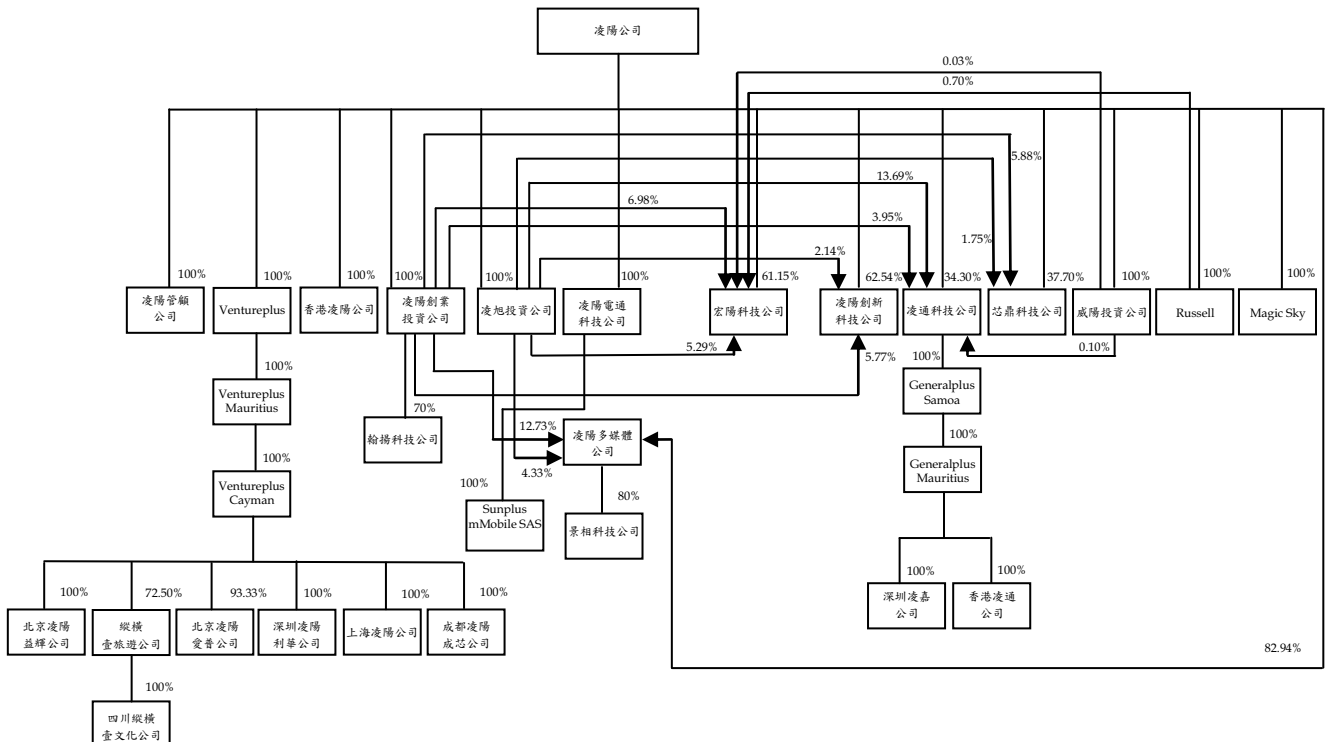 凌陽公司
0.03%
0.70%
5.88%
13.69%
6.98%
3.95%
1.75%
2.14%
100%
100%
100%
100%
100%
100%
61.15%
62.54%
34.30%
37.70%
100%
100%
100%
凌陽管顧
公司
Ventureplus
香港凌陽公司
凌陽創業
投資公司
凌旭投資公司
凌陽電通
科技公司
宏陽科技公司
凌陽創新
科技公司
凌通科技公司
芯鼎科技公司
威陽投資公司
Russell
Magic Sky
5.29%
5.77%
0.10%
100%
100%
Ventureplus
Mauritius
Generalplus
Samoa
70%
12.73%
翰揚科技公司
凌陽多媒體
公司
100%
100%
4.33%
Ventureplus
Cayman
Generalplus
Mauritius
100%
80%
Sunplus
mMobile SAS
景相科技公司
100%
72.50%
93.33%
100%
100%
100%
100%
100%
北京凌陽
益輝公司
縱橫
壹旅遊公司
北京凌陽
愛普公司
深圳凌陽
利華公司
上海凌陽公司
成都凌陽
成芯公司
深圳凌嘉
公司
香港凌通
公司
82.94%
100%
四川縱橫
壹文化公司